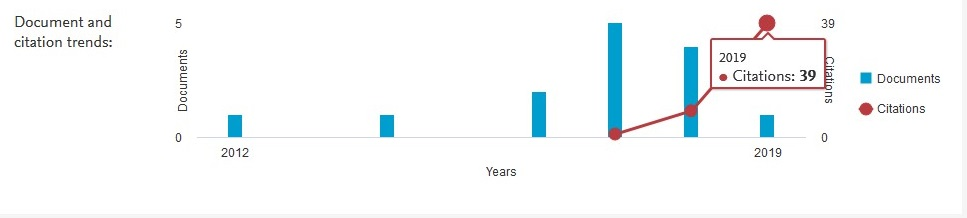 Document and
citation trends:
5
39
Documents
2019
Citations: 39
Citations
Documents
Citations
0
0
2012
2019
Years